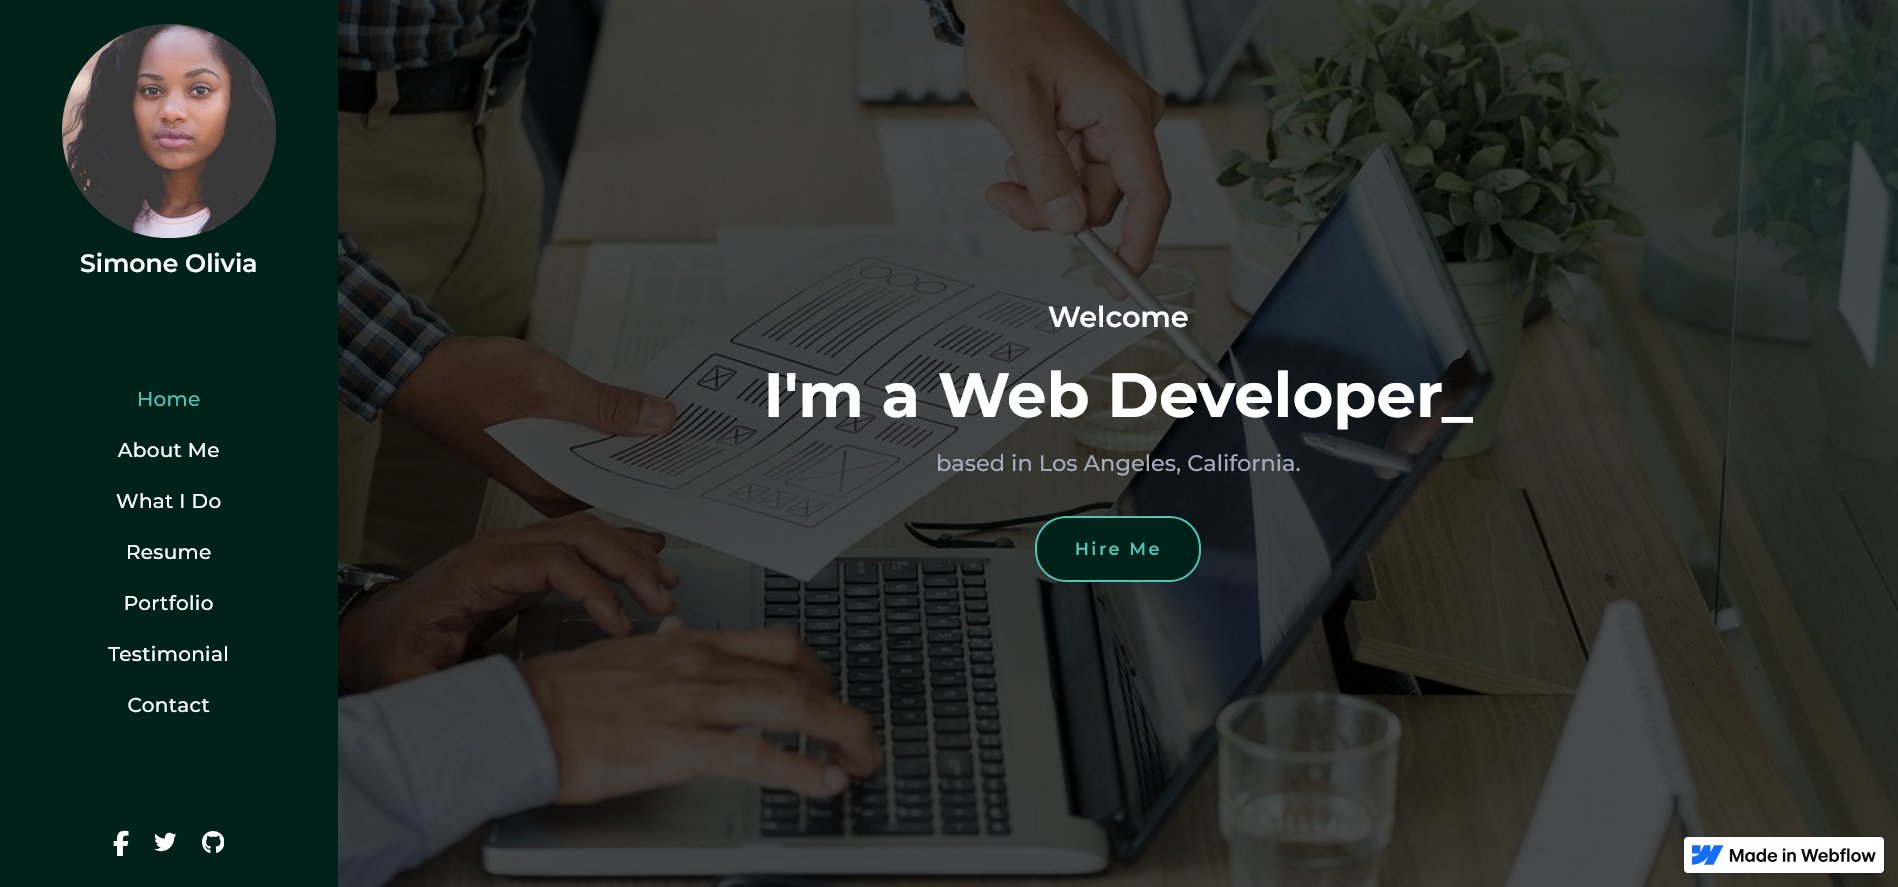 Simone Olivia
Home
About Me
What I Do
Resume
Portfolio
Testimonial
Contact
Welcome
I'm a Web Developer_
based in Los Angeles, California.
Hire Me
Made in Webflow